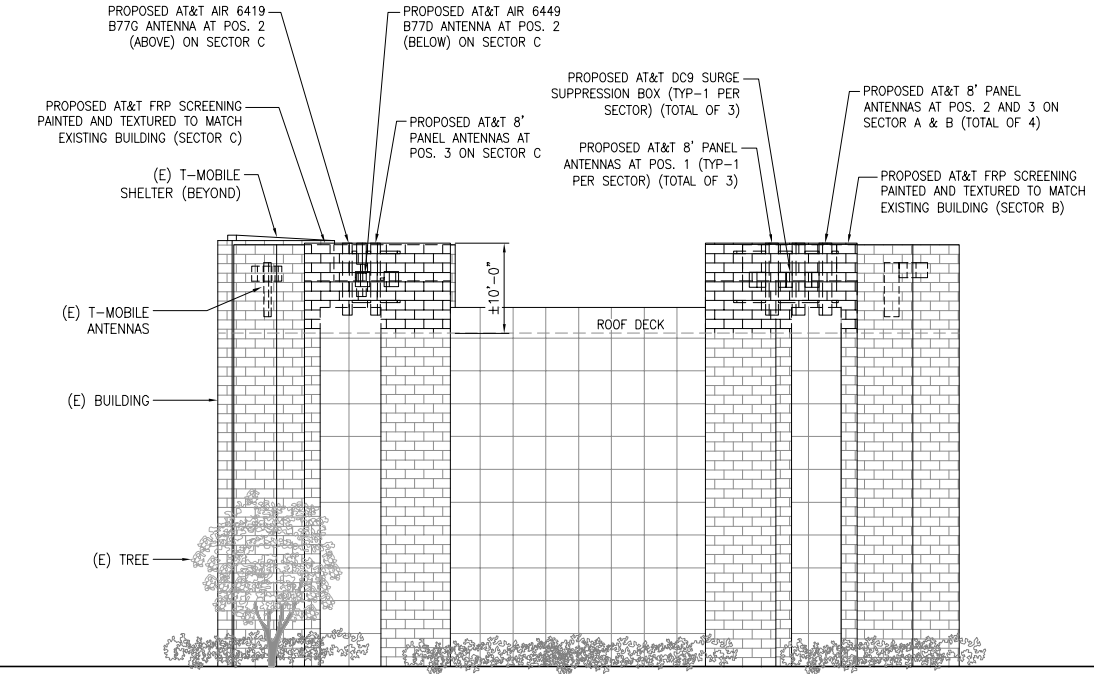 PROPOSED AT&T AIR 6419
B77G ANTENNA AT POS. 2
(ABOVE) ON SECTOR C
PROPOSED AT&T AIR 6449
B77D ANTENNA AT POS. 2
(BELOW) ON SECTOR C
PROPOSED AT&T FRP SCREENING
PAINTED AND TEXTURED TO MATCH
EXISTING BUILDING (SECTOR C)
PROPOSED AT&T 8'
PANEL ANTENNAS AT
POS. 3 ON SECTOR C
PROPOSED AT&T DC9 SURGE
SUPPRESSION BOX (TYP-1 PER
SECTOR) (TOTAL OF 3)
PROPOSED AT&T 8' PANEL
ANTENNAS AT POS. 2 AND 3 ON
SECTOR A & B (TOTAL OF 4)
PROPOSED AT&T 8' PANEL
ANTENNAS AT POS. 1 (TYP-1
PER SECTOR) (TOTAL OF 3)
(E) T-MOBILE
SHELTER (BEYOND)
PROPOSED AT&T FRP SCREENING
PAINTED AND TEXTURED TO MATCH
EXISTING BUILDING (SECTOR B)
±10'-0"
(E) T-MOBILE
ANTENNAS
ROOF DECK
(E) BUILDING
(E) TREE